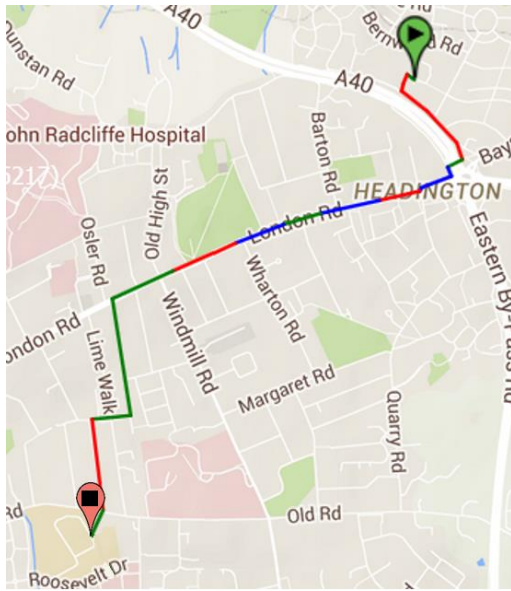 A40
Bernwood Rd
Dunstan Rd
A40
ohn Radcliffe Hospital
Barton Rd
Bay
6217)
HEADINGTON
Old High St
Osler Rd
London Rd
Eastern By-Pass Rd
Wharton Rd
ondon Rd
Windmill Rd
Lime Walk
Margaret Rd
Quarry Rd
Rd
Old Rd
Roosevelt Dr